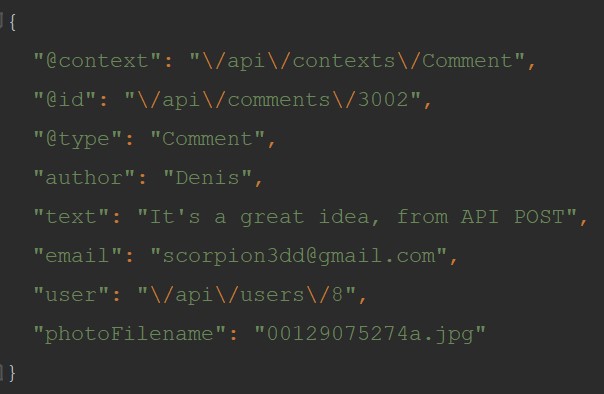 {
"@context": "\/api\/contexts\/Comment",
"@id": "\/api\/comments\/3002",
"@type": "Comment",
"author": "Denis",
"text": "It's a great idea, from API POST",
"email": "scorpion3dd@gmail.com",
"user": "\/api\/users\/8",
"photoFilename": "00129075274a.jpg"
}